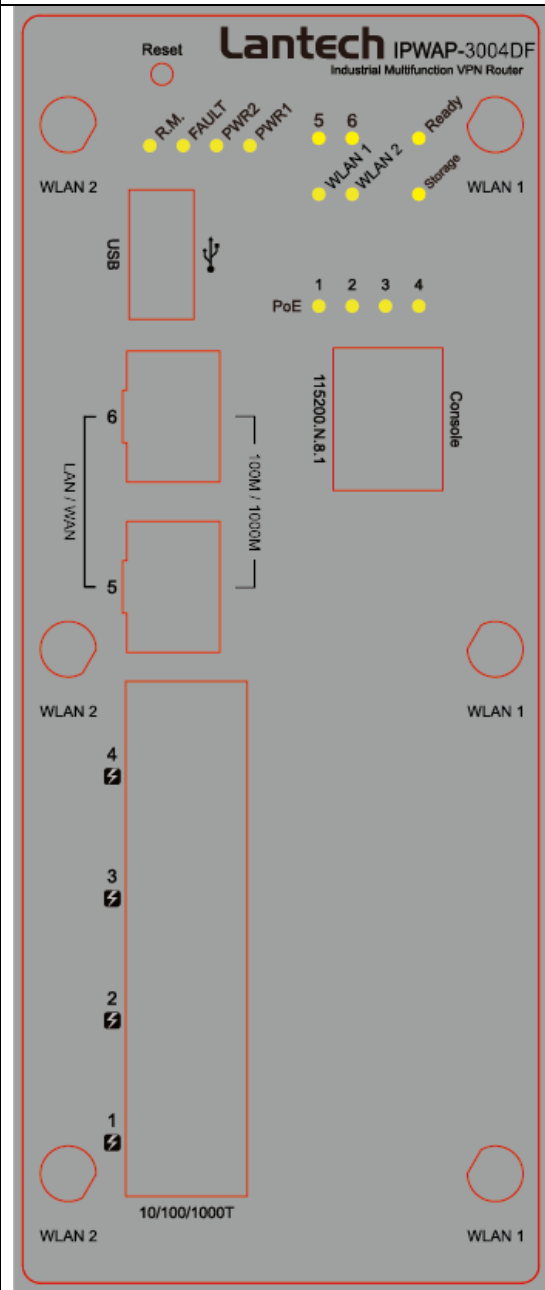 Reset
Lantech IPWAP-3004DF
Industrial Multifunction VPN Router
R.M. FAULT PWR2 PWR1
5 6 Ready
WLAN 1 WLAN 2 Storage
WLAN 2
WLAN 1
USB
PoE 1 2 3 4
115200.N.8.1
Console
6
5
LAN / WAN
100M / 1000M
WLAN 2
WLAN 1
4
3
2
1
10/100/1000T
WLAN 2
WLAN 1